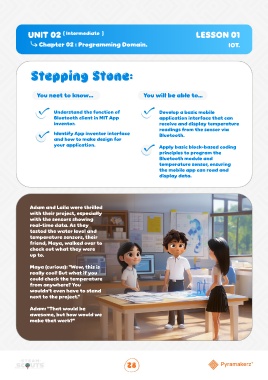 UNIT 02 ( Intermediate )
LESSON 01
Chapter 02 : Programming Domain.
IOT.
Stepping Stone:
You need to know...
Understand the function of
Bluetooth client in MIT App
Inventor.
Identify App Inventor interface
and how to make design for
your application.
You will be able to...
Develop a basic mobile
application interface that can
receive and display temperature
readings from the sensor via
Bluetooth.
Apply basic block-based coding
principles to program the
Bluetooth module and
temperature sensor, ensuring
the mobile app can read and
display data.
Adam and Laila were thrilled
with their project, especially
with the sensors showing
real-time data. As they
tested the water level and
temperature sensors, their
friend, Maya, walked over to
check out what they were
up to.
Maya (curious): "Wow, this is
really cool! But what if you
could check the temperature
from anywhere? You
wouldn't even have to stand
next to the project."
Adam: "That would be
awesome, but how would we
make that work?"
28
Pyramakerz